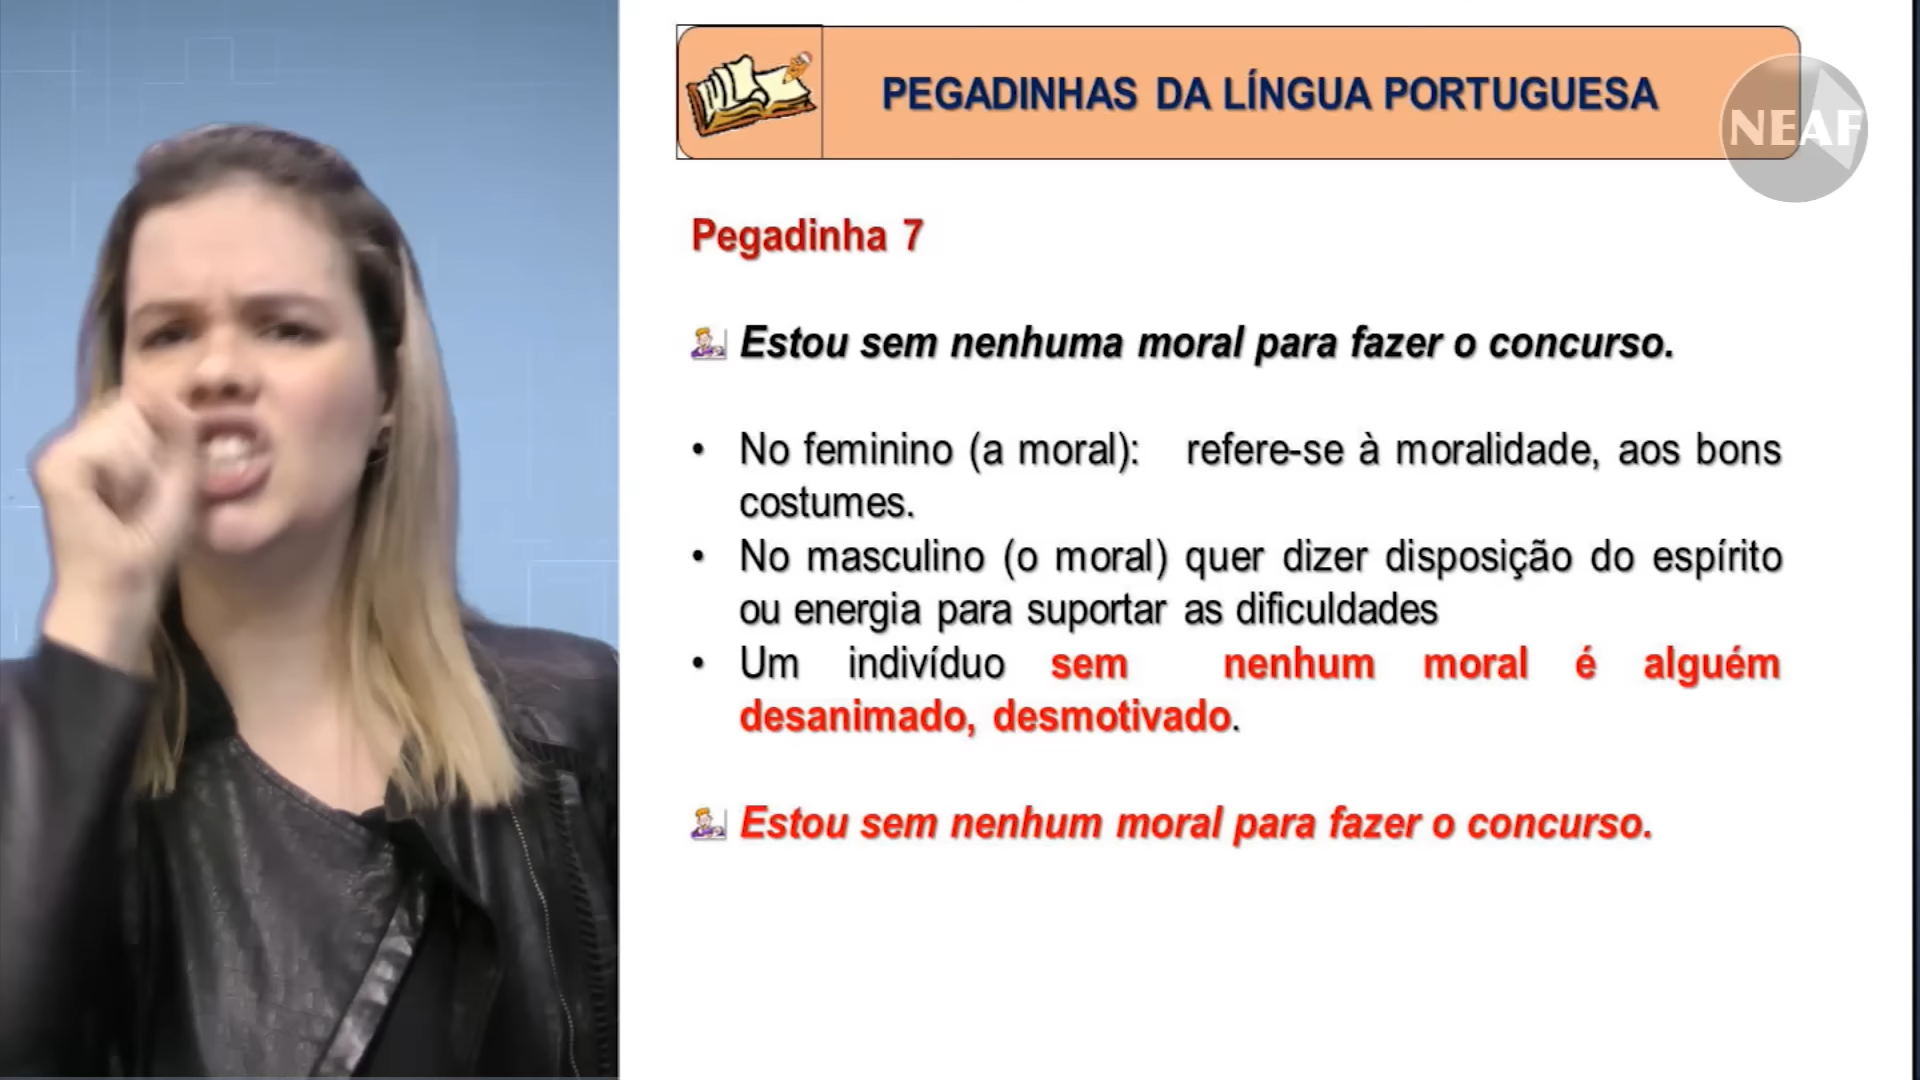 PEGADINHAS DA LÍNGUA PORTUGUESA
NEAF
Pegadinha 7
Estou sem nenhuma moral para fazer o concurso.
• No feminino (a moral): refere-se à moralidade, aos bons
costumes.
• No masculino (o moral) quer dizer disposição do espírito
ou energia para suportar as dificuldades
• Um indivíduo sem nenhum moral é alguém
desanimado, desmotivado.
Estou sem nenhum moral para fazer o concurso.